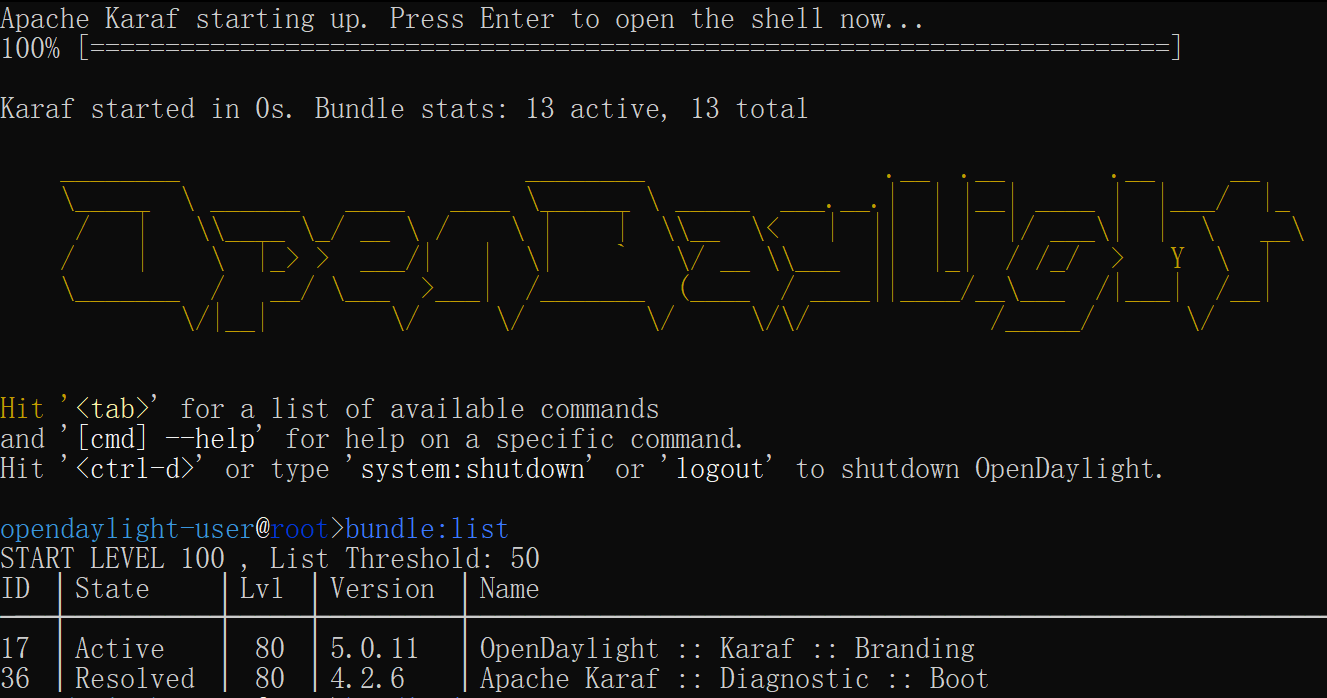 Apache Karaf starting up. Press Enter to open the shell now...
100% [========================================================================]
Karaf started in 0s. Bundle stats: 13 active, 13 total
OpenDaylight
Hit '<tab>' for a list of available commands
and '[cmd] --help' for help on a specific command.
Hit '<ctrl-d>' or type 'system:shutdown' or 'logout' to shutdown OpenDaylight.
opendaylight-user@root>bundle:list
START LEVEL 100 , List Threshold: 50
ID │ State │ Lvl │ Version │ Name
17 │ Active │ 80 │ 5.0.11 │ OpenDaylight :: Karaf :: Branding
36 │ Resolved │ 80 │ 4.2.6 │ Apache Karaf :: Diagnostic :: Boot